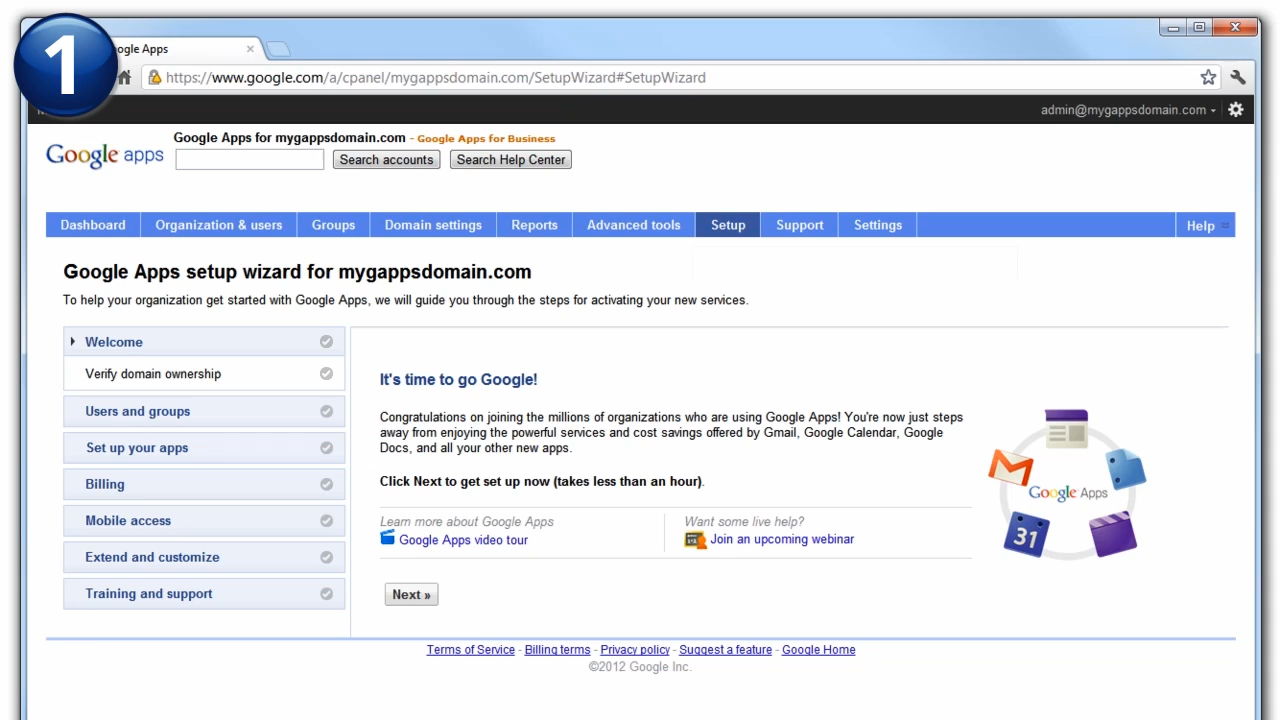 1
ogle Apps
https://www.google.com/a/cpanel/mygappsdomain.com/SetupWizard#SetupWizard
admin@mygappsdomain.com
Google apps
Google Apps for mygappsdomain.com - Google Apps for Business
Search accounts
Search Help Center
Dashboard
Organization & users
Groups
Domain settings
Reports
Advanced tools
Setup
Support
Settings
Help
Google Apps setup wizard for mygappsdomain.com
To help your organization get started with Google Apps, we will guide you through the steps for activating your new services.
Welcome
Verify domain ownership
Users and groups
Set up your apps
Billing
Mobile access
Extend and customize
Training and support
It's time to go Google!
Congratulations on joining the millions of organizations who are using Google Apps! You're now just steps
away from enjoying the powerful services and cost savings offered by Gmail, Google Calendar, Google
Docs, and all your other new apps.
Click Next to get set up now (takes less than an hour).
Learn more about Google Apps
Google Apps video tour
Want some live help?
Join an upcoming webinar
Next »
Google Apps
31
Terms of Service - Billing terms - Privacy policy - Suggest a feature - Google Home
©2012 Google Inc.